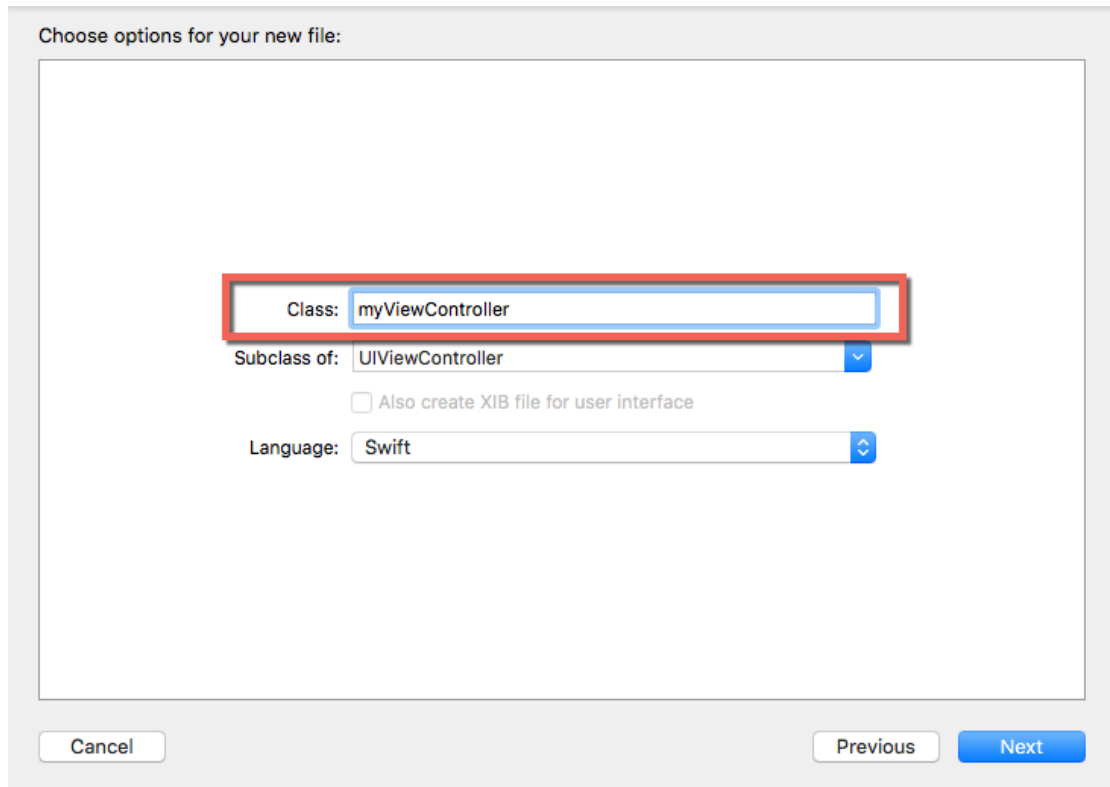 Choose options for your new file:
Class: myViewController
Subclass of: UIViewController
Also create XIB file for user interface
Language: Swift
Cancel Previous Next